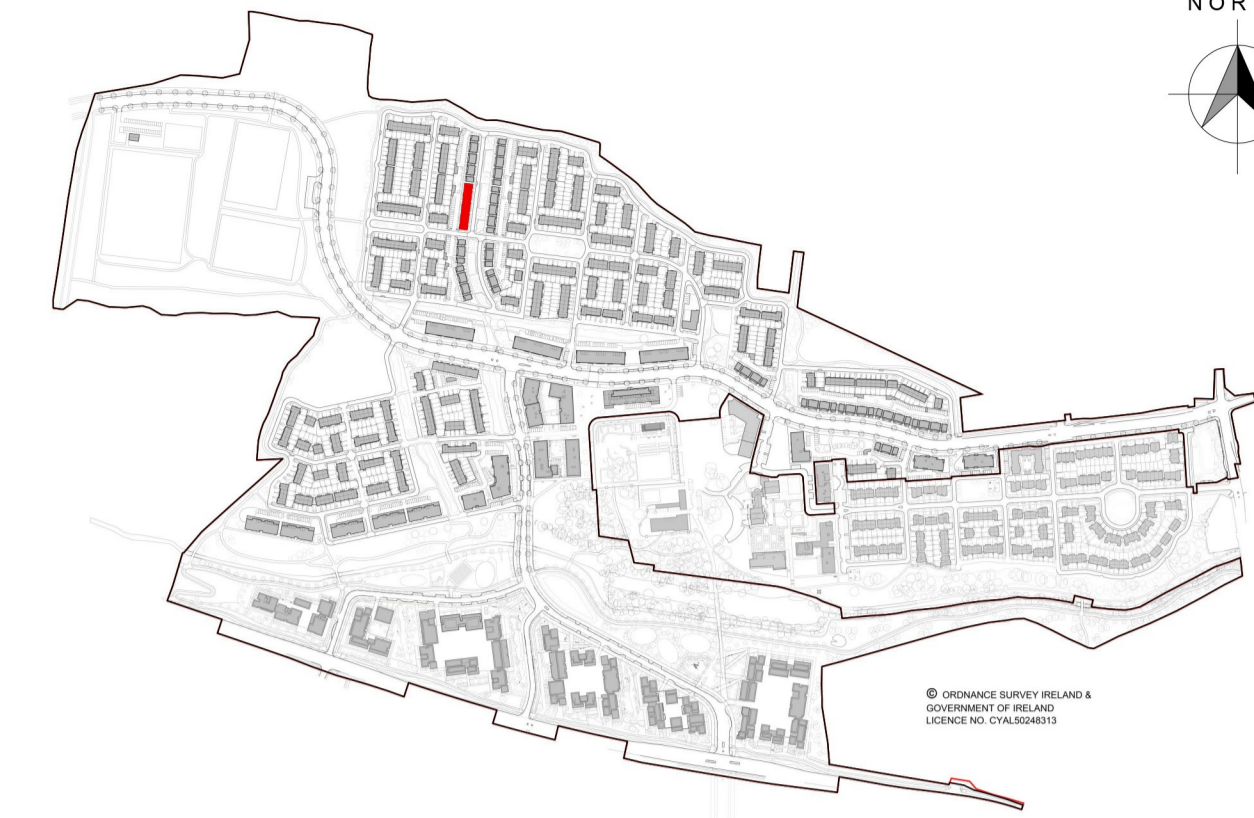 NOR
© ORDNANCE SURVEY IRELAND &
GOVERNMENT OF IRELAND
LICENCE NO. CYAL50248313